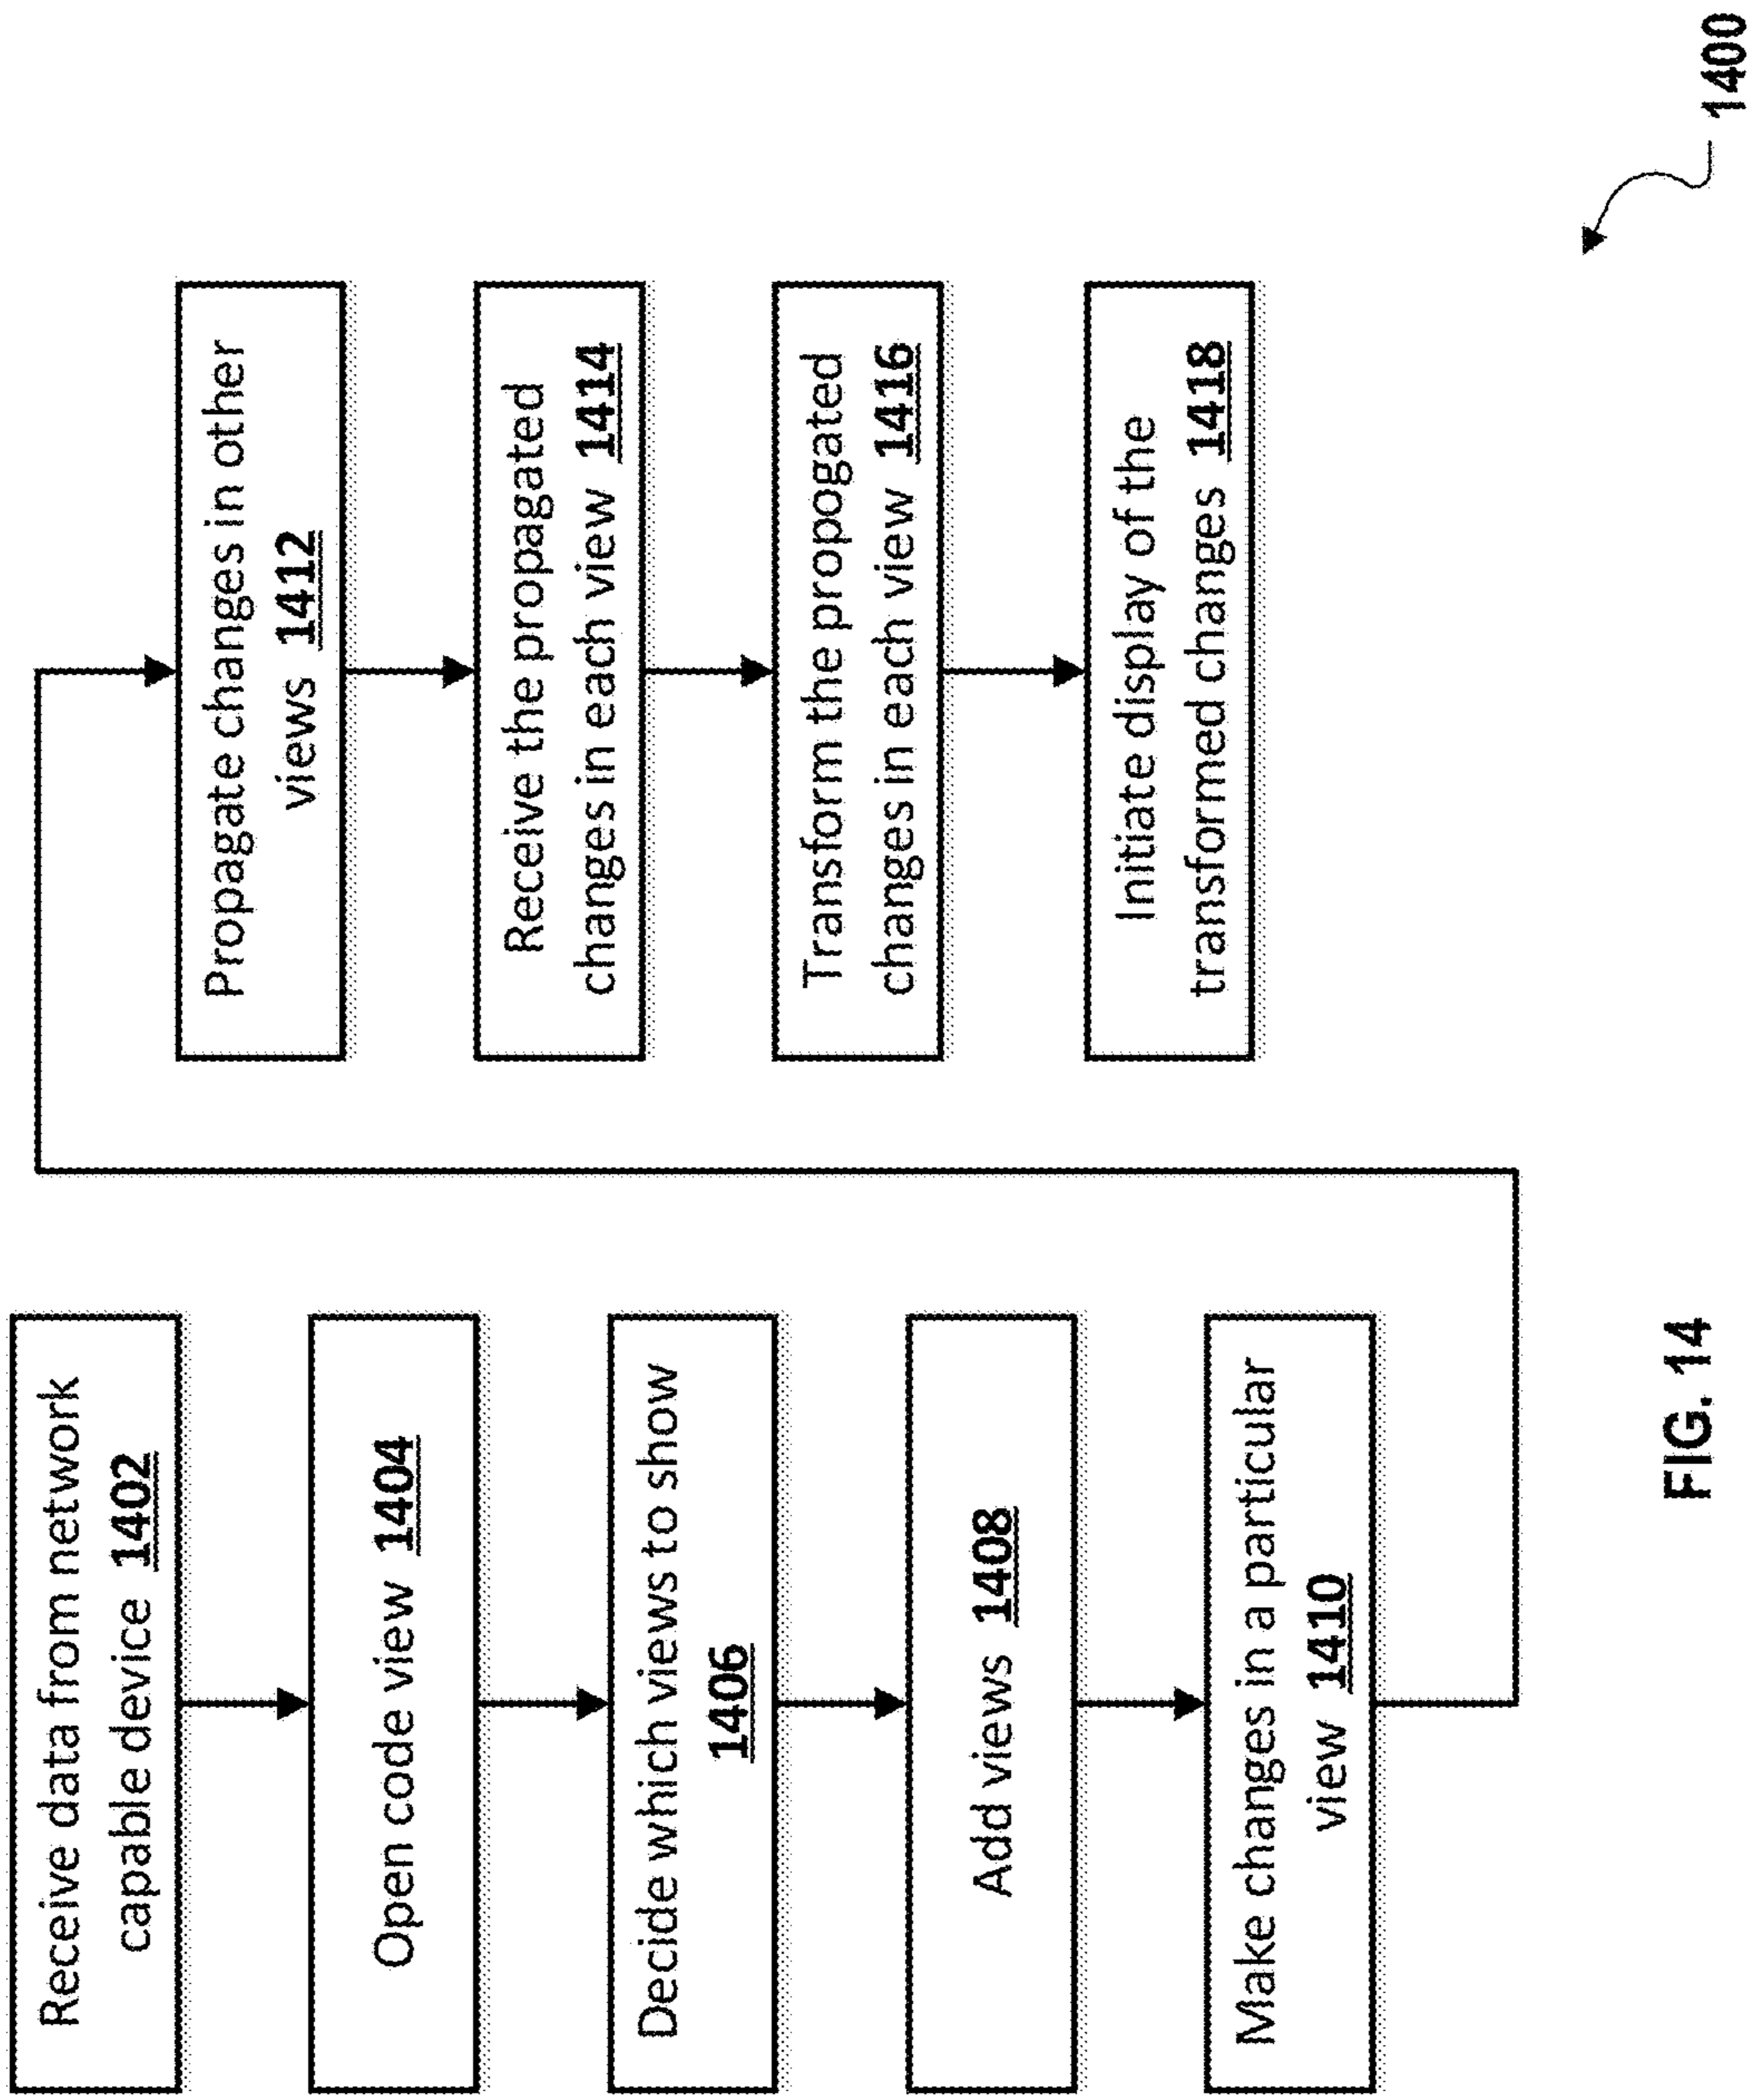 Receive data from network
capable device 1402
Open code view 1404
Decide which views to show
1406
Add views 1408
Make changes in a particular
view 1410
Propagate changes in other
views 1412
Receive the propagated
changes in each view 1414
Transform the propogated
changes in each view 1416
Initiate display of the
transformed changes 1418
1400
FIG. 14